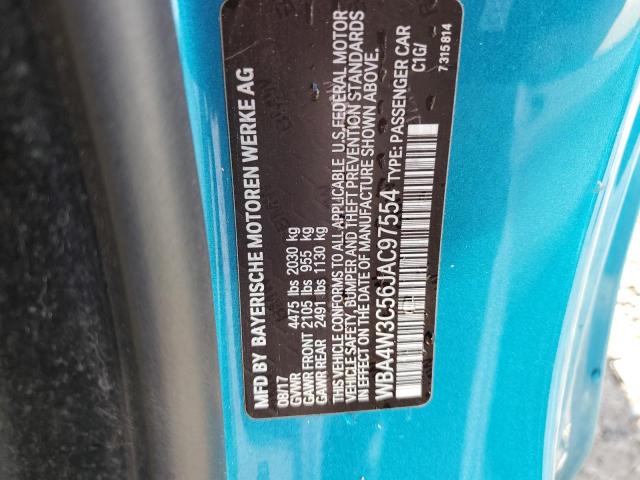 MFD BY BAYERISCHE MOTOREN WERKE AG
08/17
GVWR 4475 lbs 2030 kg
GAWR FRONT 2105 lbs 955 kg
GAWR REAR 2491 lbs 1130 kg
THIS VEHICLE CONFORMS TO ALL APPLICABLE U.S. FEDERAL MOTOR
VEHICLE SAFETY, BUMPER AND THEFT PREVENTION STANDARDS
IN EFFECT ON THE DATE OF MANUFACTURE SHOWN ABOVE.
WBA4W3C56JAC97554 TYPE: PASSENGER CAR
C1G/
7315814